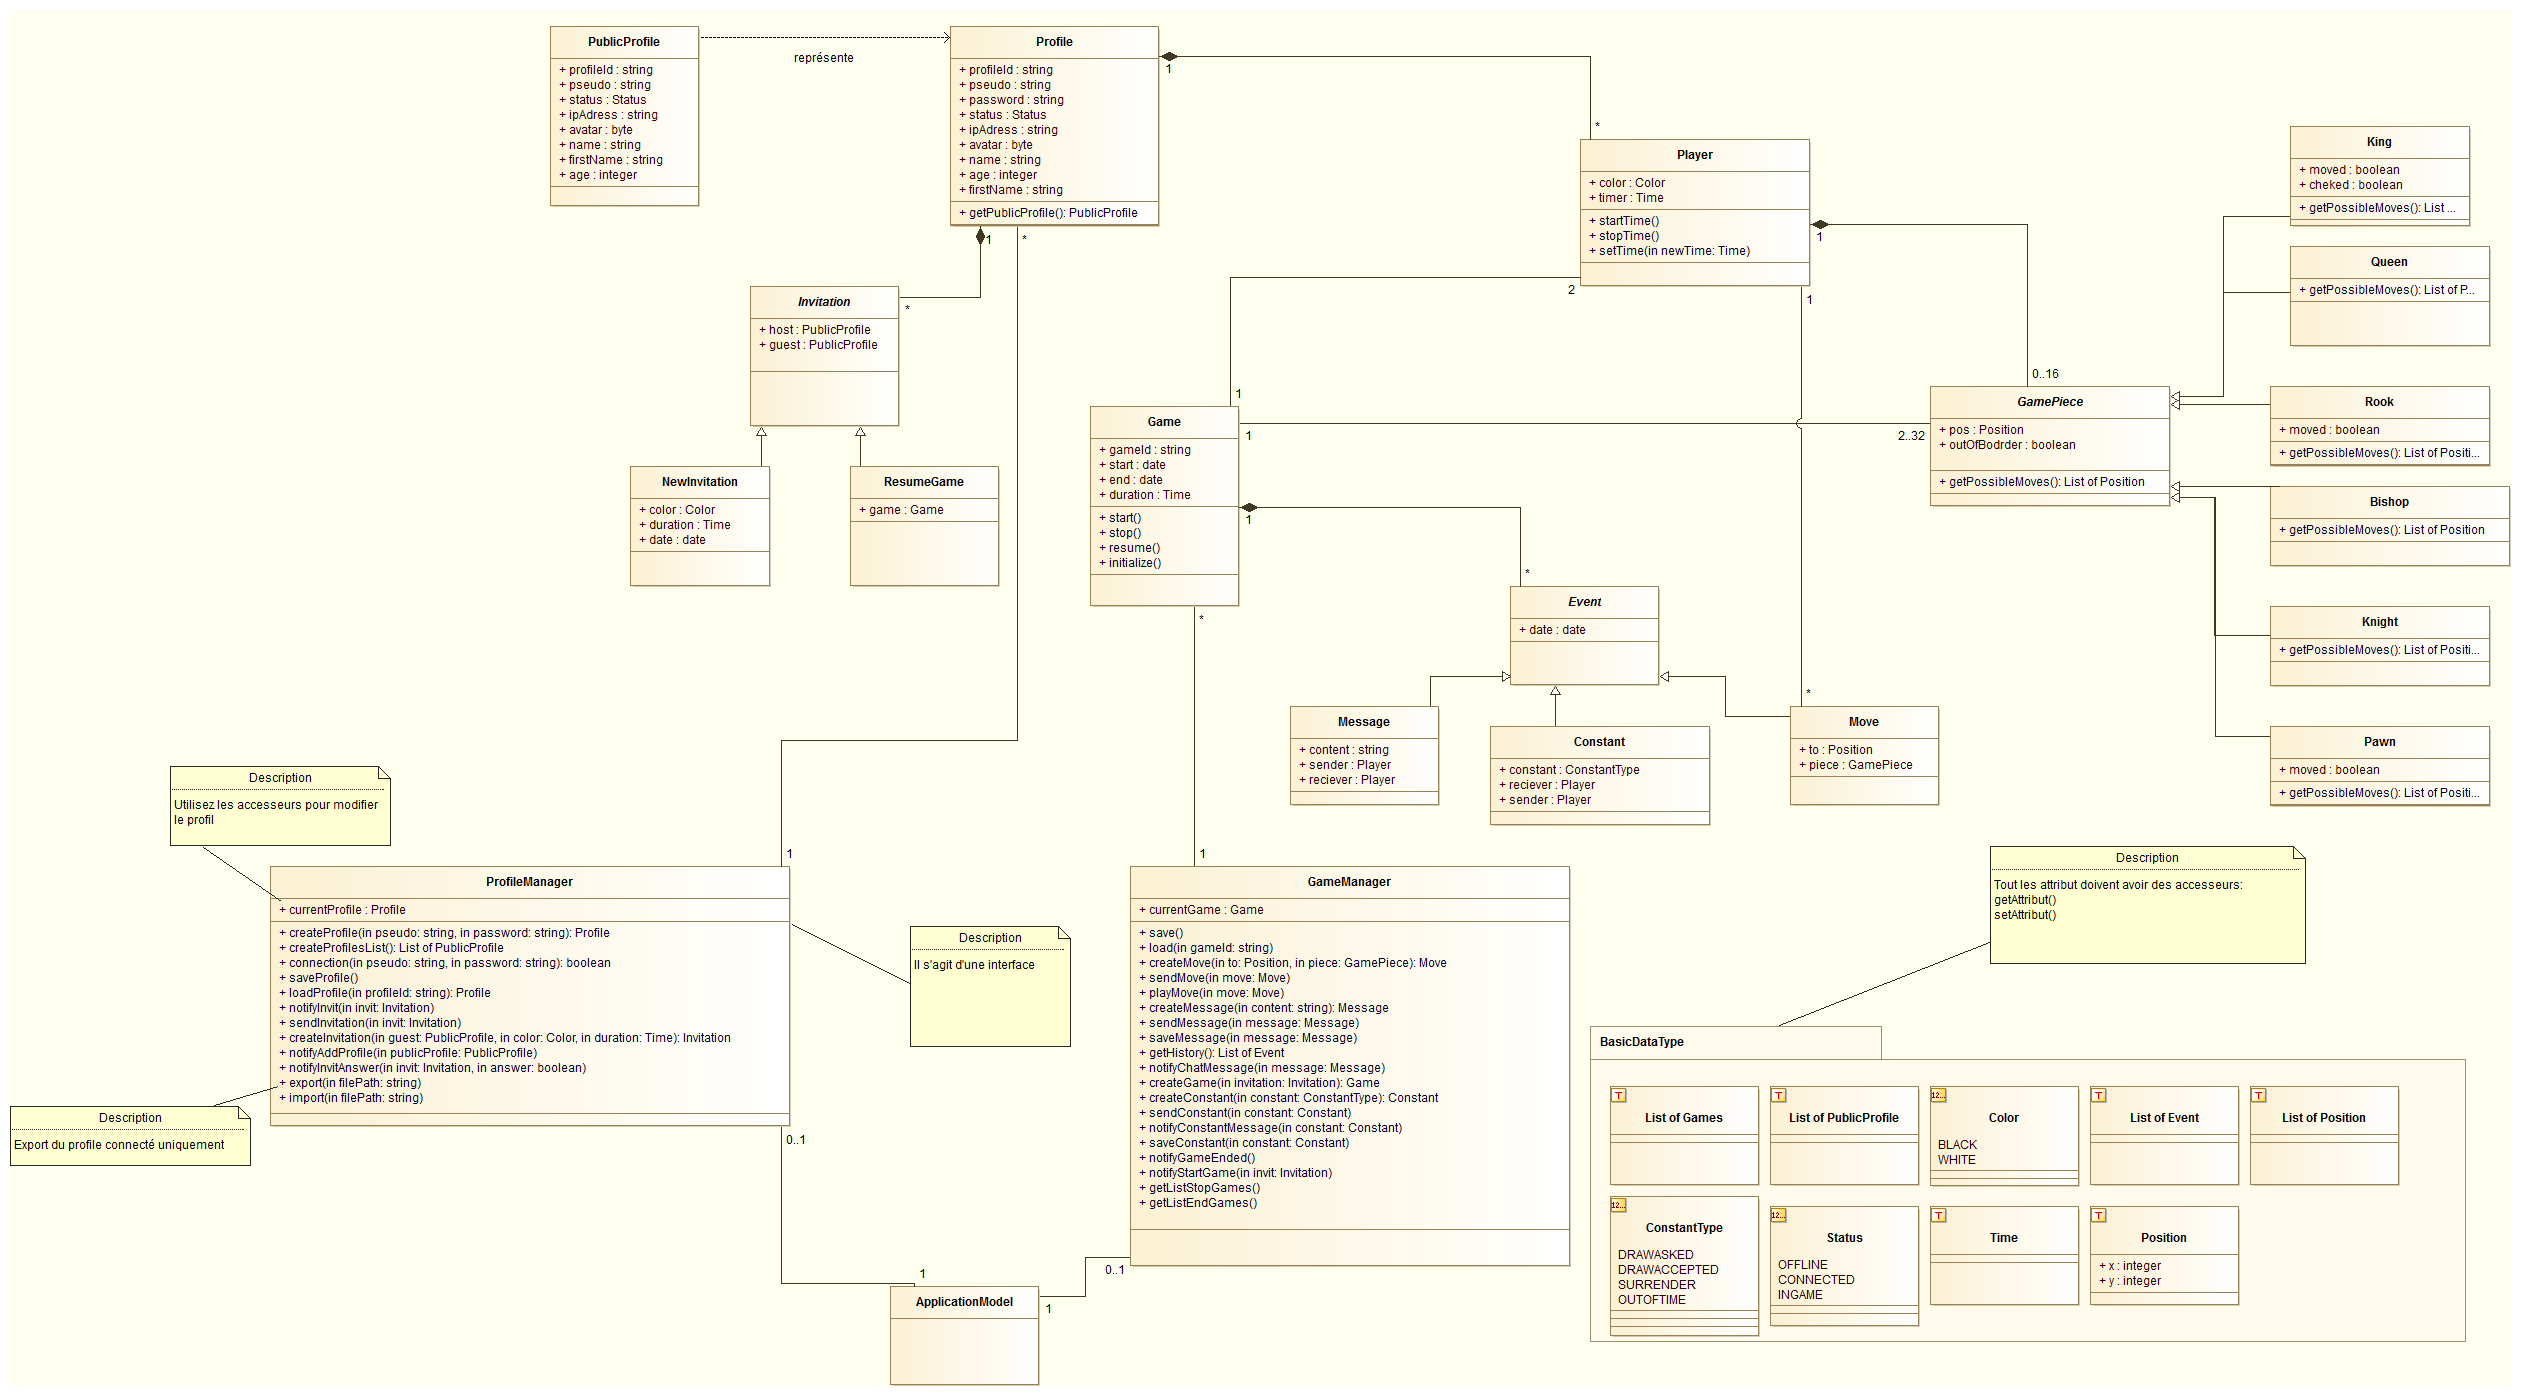 PublicProfile
+ profileId : string
+ pseudo : string
+ status : Status
+ ipAdress : string
+ avatar : byte
+ name : string
+ firstName : string
+ age : integer
représente
Profile
+ profileId : string
+ pseudo : string
+ password : string
+ status : Status
+ ipAdress : string
+ avatar : byte
+ name : string
+ age : integer
+ firstName : string
+ getPublicProfile(): PublicProfile
1
*
1
*
*
Player
+ color : Color
+ timer : Time
+ startTime()
+ stopTime()
+ setTime(in newTime: Time)
1
2
1
King
+ moved : boolean
+ cheked : boolean
+ getPossibleMoves(): List ...
Queen
+ getPossibleMoves(): List of P...
Invitation
+ host : PublicProfile
+ guest : PublicProfile
NewInvitation
+ color : Color
+ duration : Time
+ date : date
ResumeGame
+ game : Game
1
Game
+ gameId : string
+ start : date
+ end : date
+ duration : Time
+ start()
+ stop()
+ resume()
+ initialize()
1
2..32
1
*
*
0..16
GamePiece
+ pos : Position
+ outOfBodrder : boolean
+ getPossibleMoves(): List of Position
Rook
+ moved : boolean
+ getPossibleMoves(): List of Positi...
Bishop
+ getPossibleMoves(): List of Position
Knight
+ getPossibleMoves(): List of Positi...
Pawn
+ moved : boolean
+ getPossibleMoves(): List of Positi...
Event
+ date : date
Message
+ content : string
+ sender : Player
+ reciever : Player
Constant
+ constant : ConstantType
+ reciever : Player
+ sender : Player
*
Move
+ to : Position
+ piece : GamePiece
Description
Utilisez les accesseurs pour modifier
le profil
1
ProfileManager
+ currentProfile : Profile
+ createProfile(in pseudo: string, in password: string): Profile
+ createProfilesList(): List of PublicProfile
+ connection(in pseudo: string, in password: string): boolean
+ saveProfile()
+ loadProfile(in profileId: string): Profile
+ notifyInvit(in invit: Invitation)
+ sendInvitation(in invit: Invitation)
+ createInvitation(in guest: PublicProfile, in color: Color, in duration: Time): Invitation
+ notifyAddProfile(in publicProfile: PublicProfile)
+ notifyInvitAnswer(in invit: Invitation, in answer: boolean)
+ export(in filePath: string)
+ import(in filePath: string)
0..1
Description
Il s'agit d'une interface
Description
Export du profile connecté uniquement
1
GameManager
+ currentGame : Game
+ save()
+ load(in gameId: string)
+ createMove(in to: Position, in piece: GamePiece): Move
+ sendMove(in move: Move)
+ playMove(in move: Move)
+ createMessage(in content: string): Message
+ sendMessage(in message: Message)
+ saveMessage(in message: Message)
+ getHistory(): List of Event
+ notifyChatMessage(in message: Message)
+ createGame(in invitation: Invitation): Game
+ createConstant(in constant: ConstantType): Constant
+ sendConstant(in constant: Constant)
+ notifyConstantMessage(in constant: Constant)
+ saveConstant(in constant: Constant)
+ notifyGameEnded()
+ notifyStartGame(in invit: Invitation)
+ getListStopGames()
+ getListEndGames()
0..1
1
1
ApplicationModel
Description
Tout les attribut doivent avoir des accesseurs:
getAttribut()
setAttribut()
BasicDataType
T
List of Games
T
List of PublicProfile
12...
Color
BLACK
WHITE
T
List of Event
T
List of Position
12...
ConstantType
DRAWASKED
DRAWACCEPTED
SURRENDER
OUTOFTIME
12...
Status
OFFLINE
CONNECTED
INGAME
T
Time
T
Position
+ x : integer
+ y : integer